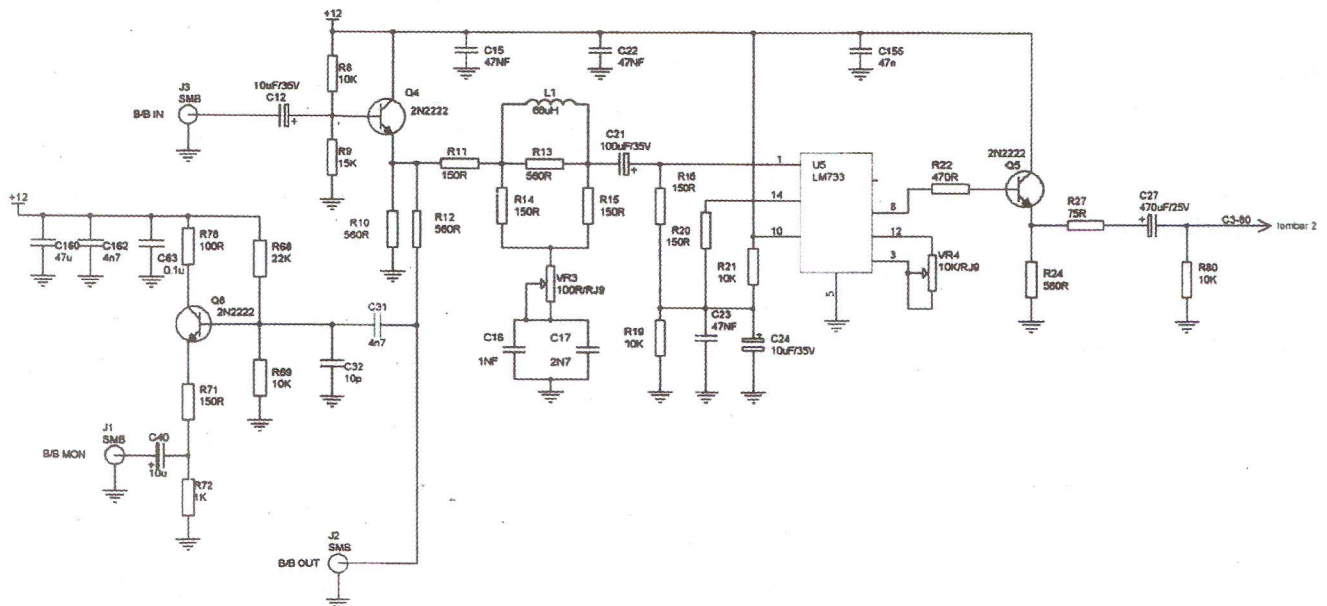 +12
C15
47NF
C22
47NF
C155
47n
R8
10K
10uF/35V
C12
J3
SMB
B/B IN
Q4
2N2222
R9
15K
L1
68uH
C21
100uF/35V
R11
150R
R13
560R
R14
150R
R15
150R
R16
150R
U5
LM733
1
14
10
8
12
3
5
R22
470R
2N2222
Q5
R27
75R
C27
470uF/25V
C3-80
tombar 2
R20
150R
R21
10K
VR4
10K/RJ9
R24
560R
R80
10K
R10
560R
R12
560R
+12
C160
47u
C162
4n7
C63
0.1u
R78
100R
R68
22K
Q6
2N2222
C31
4n7
VR3
100R/RJ9
C16
1NF
C17
2N7
R19
10K
C23
47NF
C24
10uF/35V
C32
10p
R69
10K
R71
150R
J1
SMB
C40
10u
B/B MON
R72
1K
J2
SMB
B/B OUT